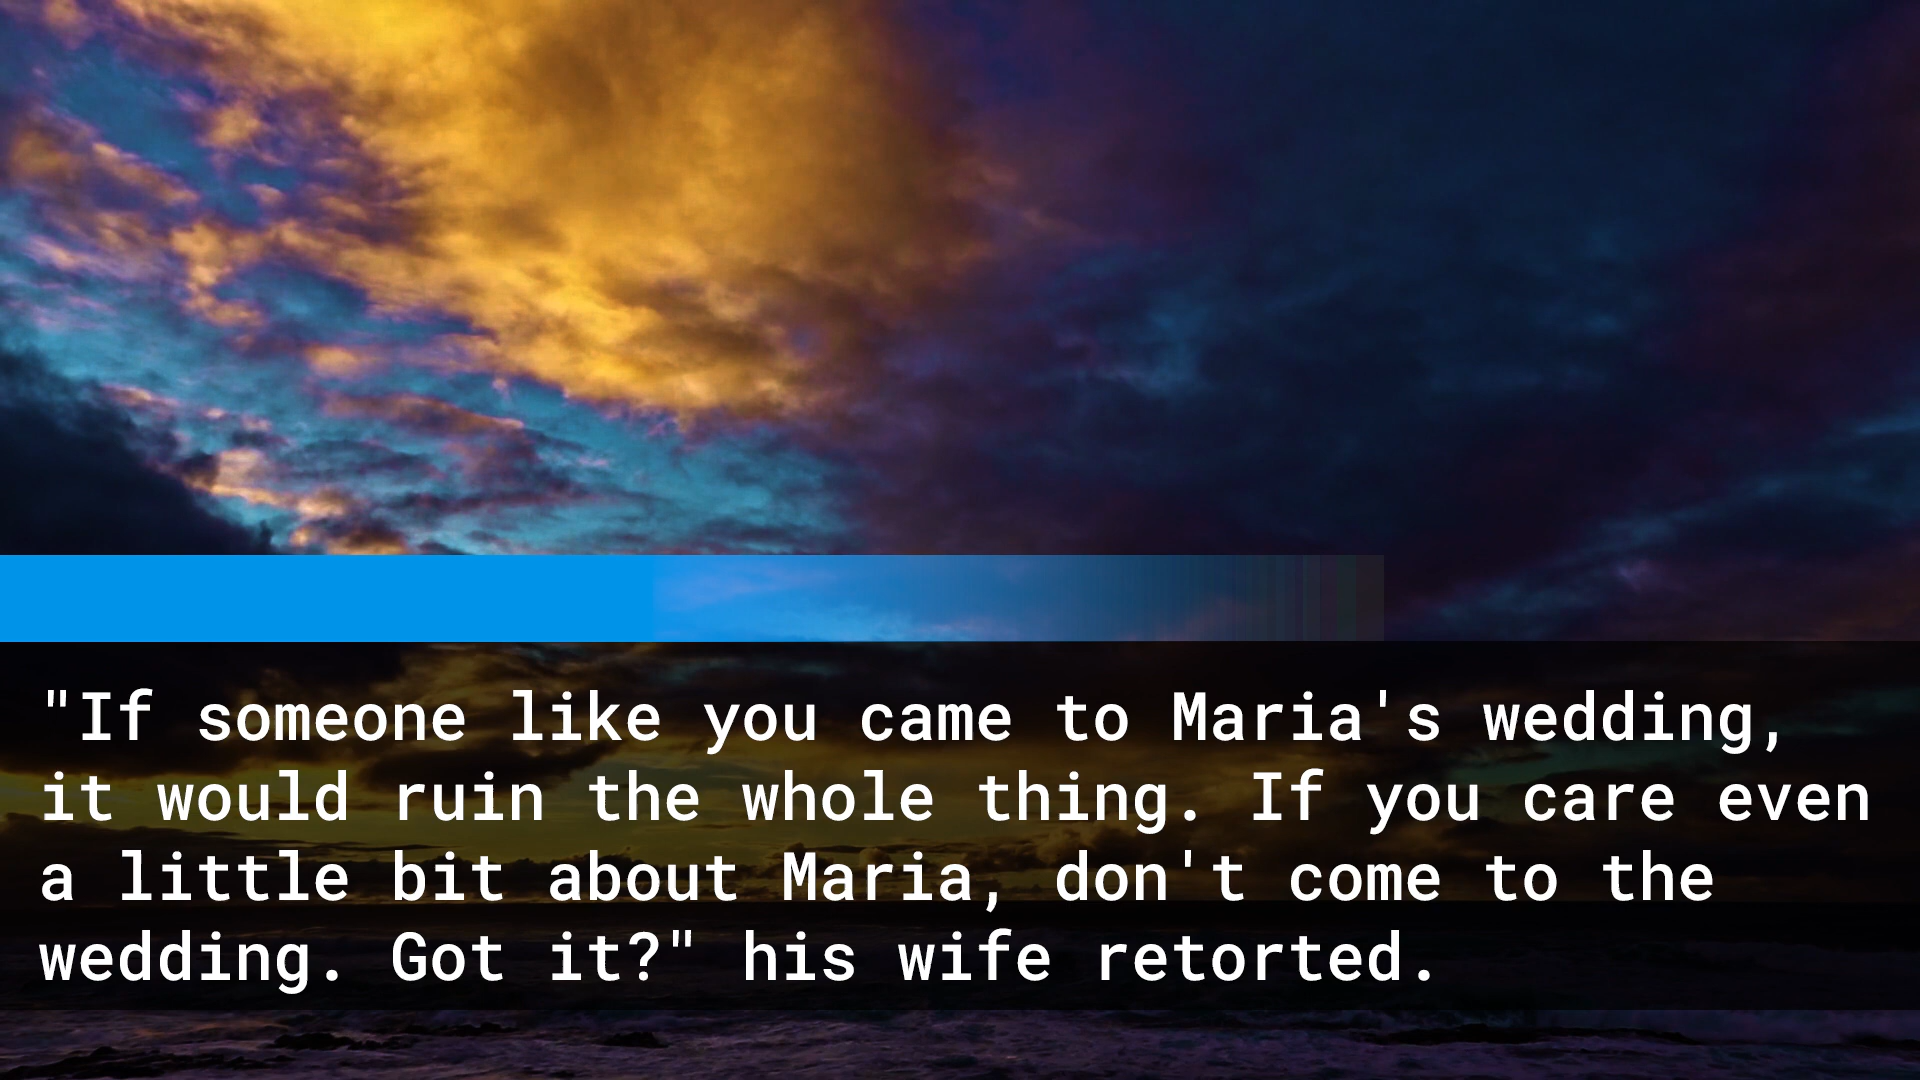 "If someone like you came to Maria's wedding,
it would ruin the whole thing. If you care even
a little bit about Maria, don't come to the
wedding. Got it?" his wife retorted.